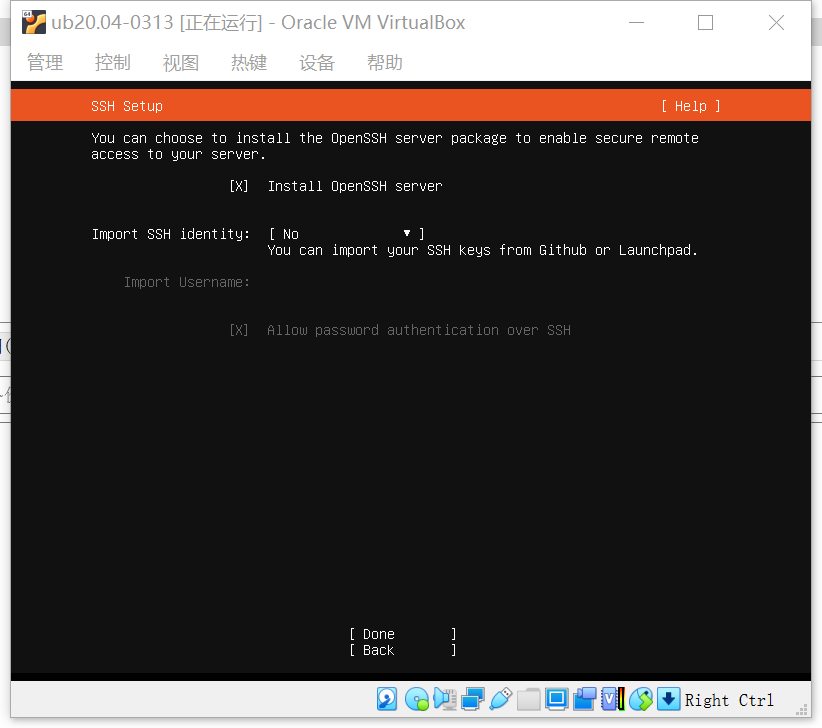 ub20.04-0313 [正在运行] - Oracle VM VirtualBox
管理 控制 视图 热键 设备 帮助
SSH Setup [ Help ]
You can choose to install the OpenSSH server package to enable secure remote
access to your server.
[X] Install OpenSSH server
Import SSH identity: [ No ▼ ]
You can import your SSH keys from Github or Launchpad.
Import Username:
[X] Allow password authentication over SSH
[ Done ]
[ Back ]
Right Ctrl